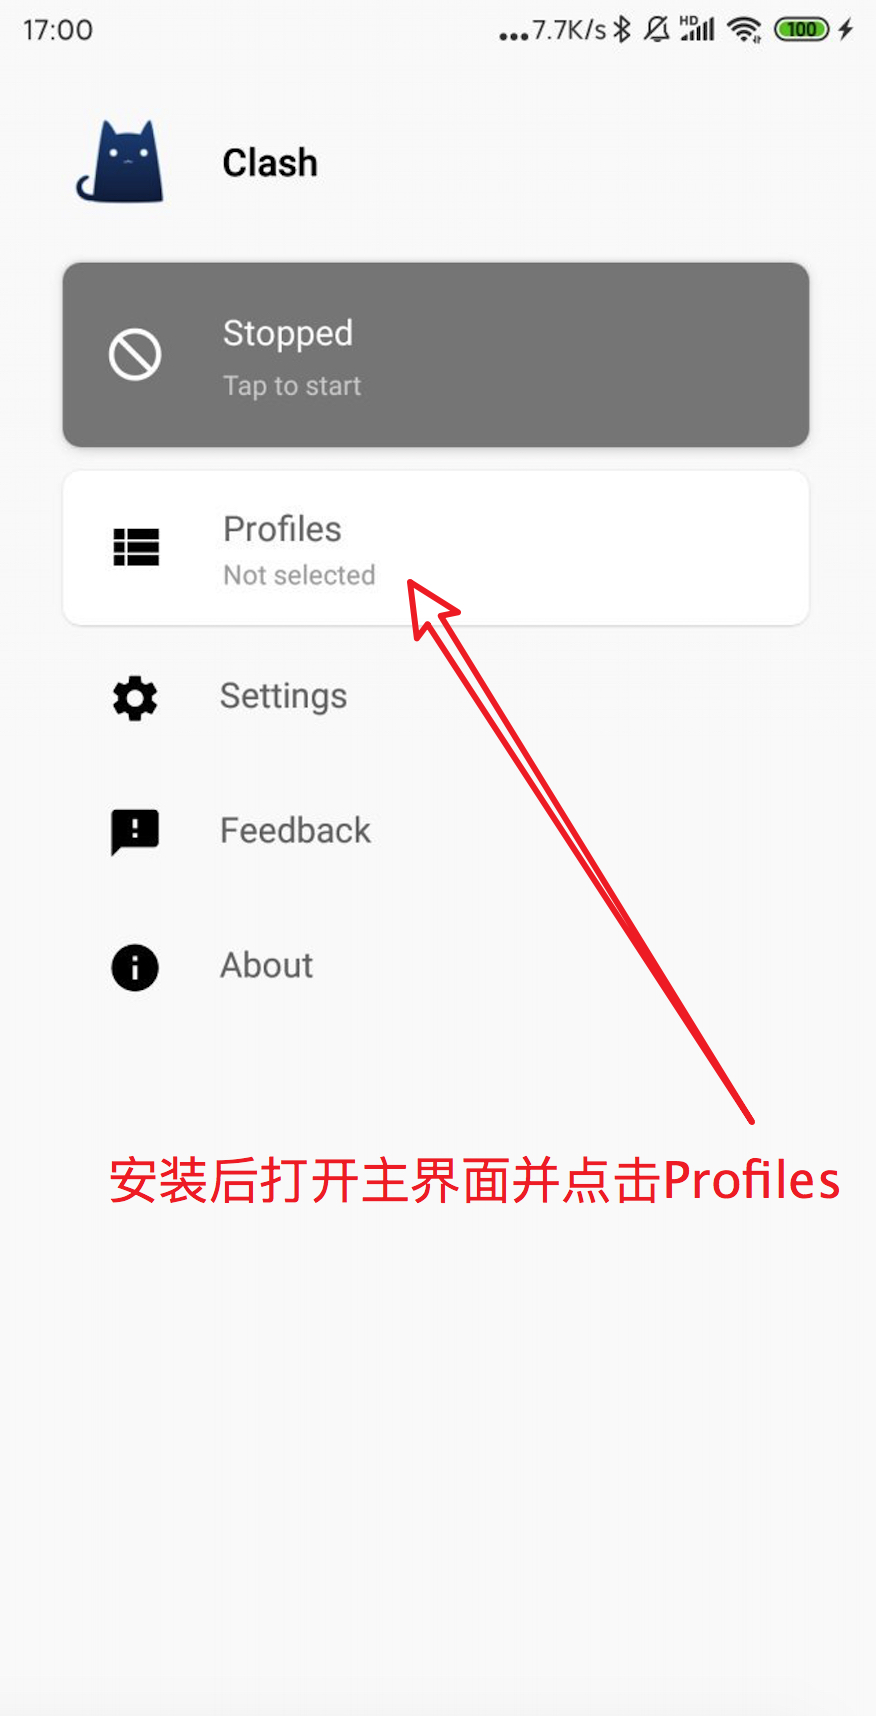 17:00 ...7.7K/s HD 100
Clash
Stopped
Tap to start
Profiles
Not selected
Settings
Feedback
About
安装后打开主界面并点击Profiles